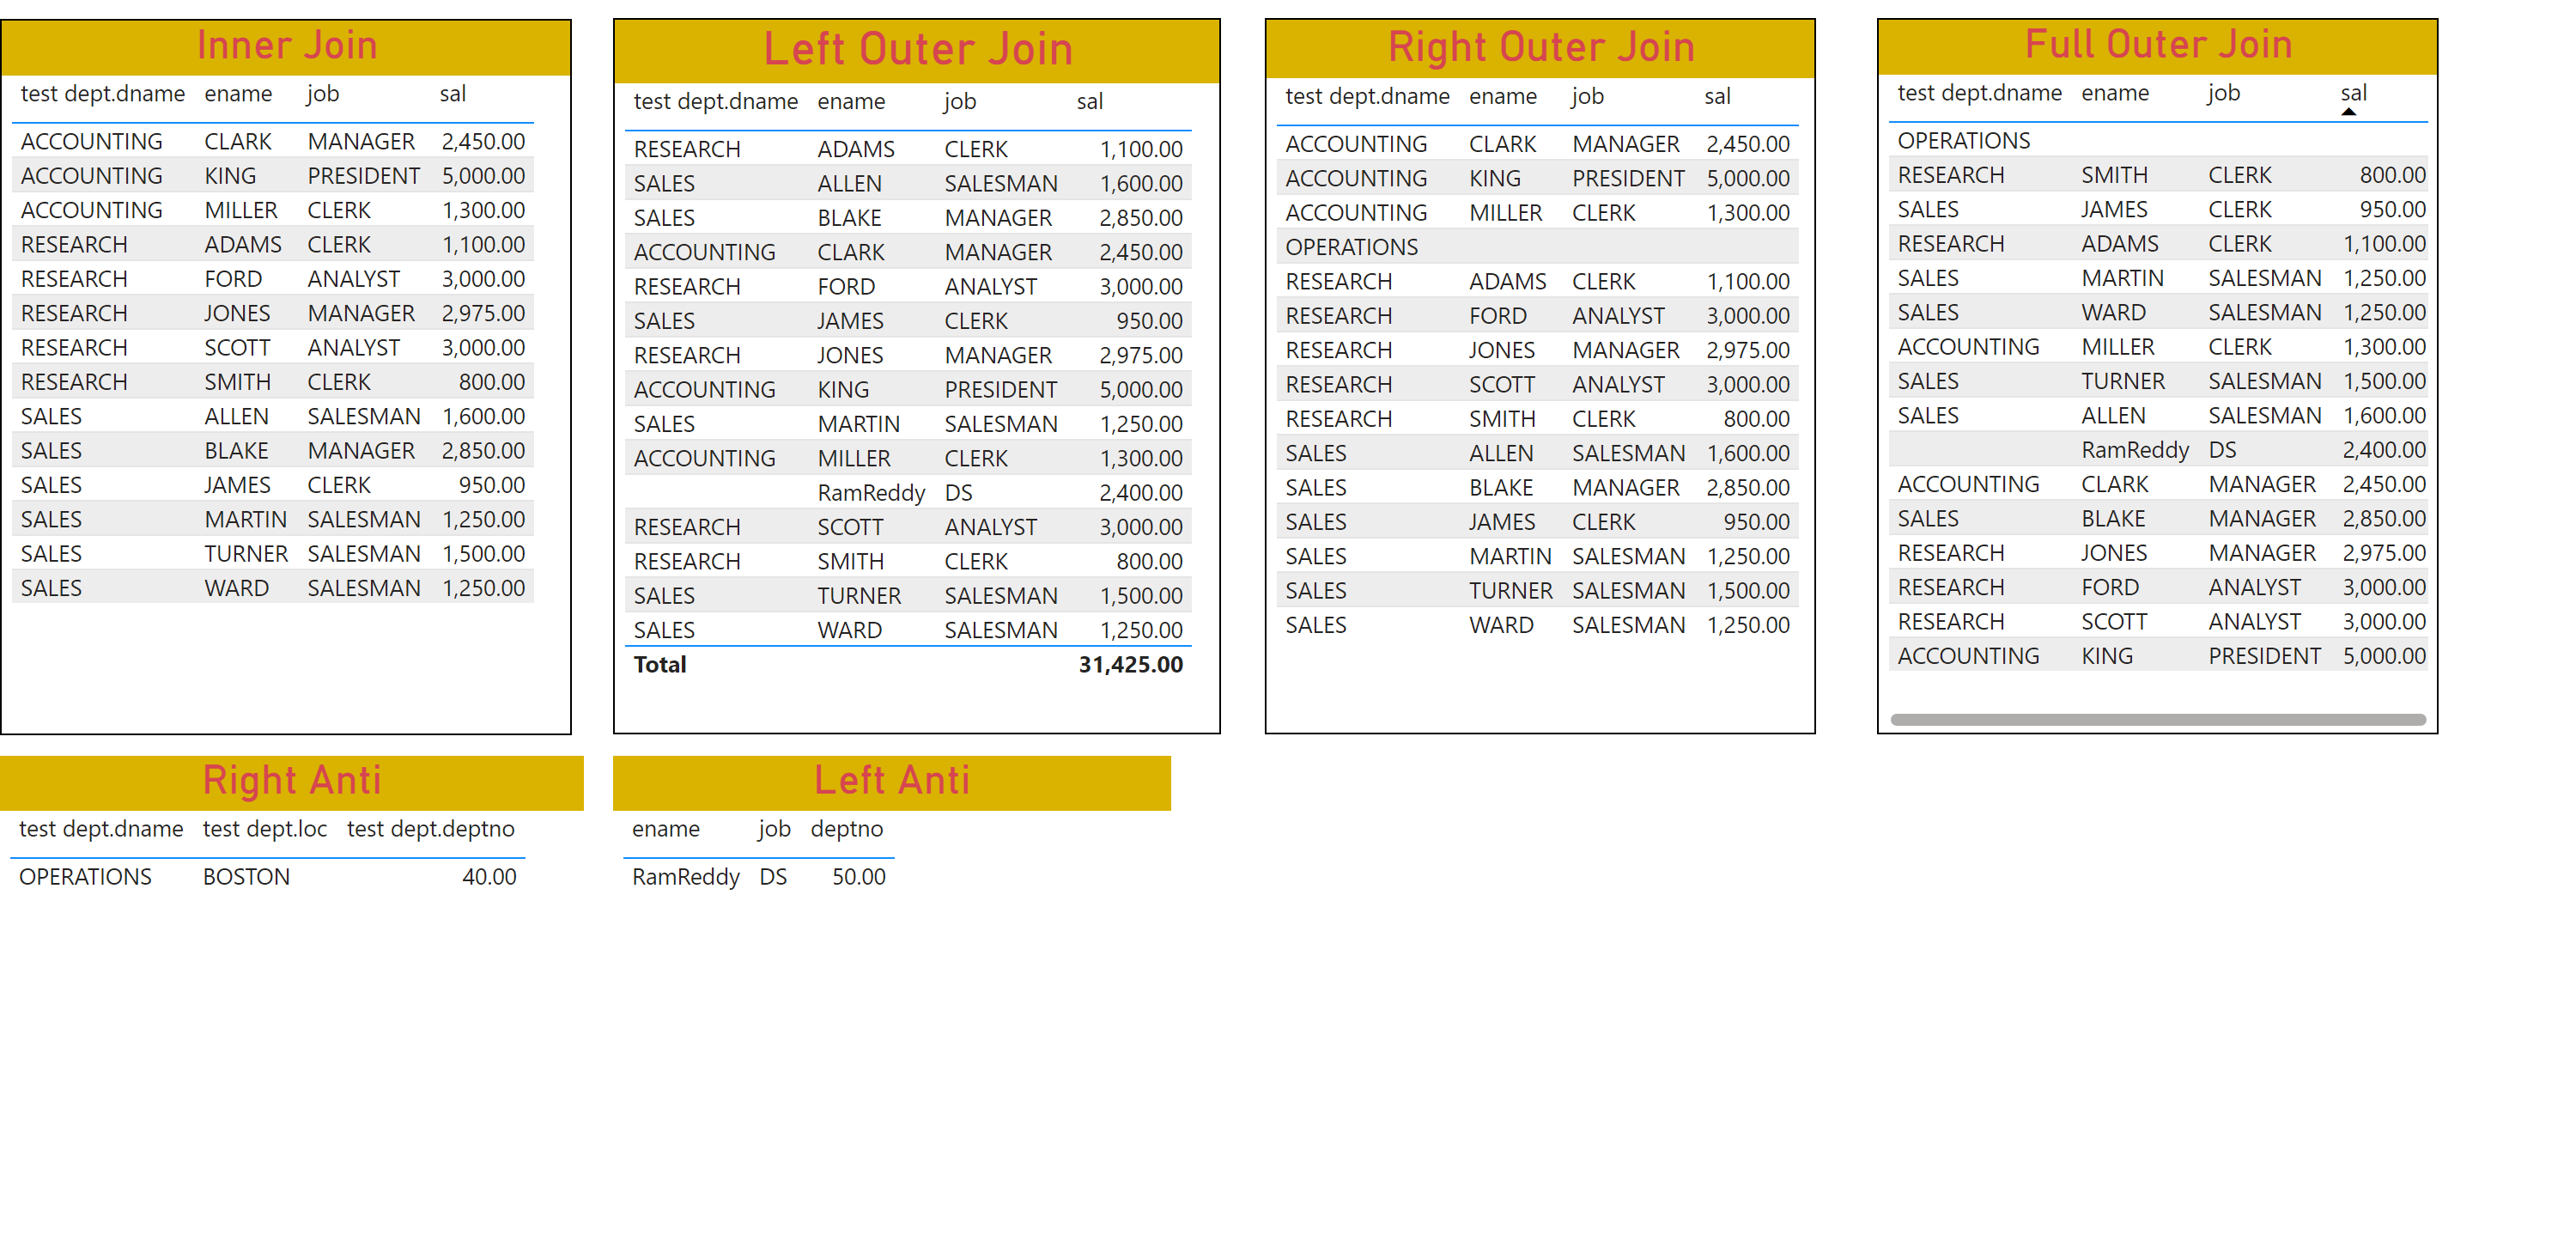 Inner Join
test dept.dname ename job sal
ACCOUNTING CLARK MANAGER 2,450.00
ACCOUNTING KING PRESIDENT 5,000.00
ACCOUNTING MILLER CLERK 1,300.00
RESEARCH ADAMS CLERK 1,100.00
RESEARCH FORD ANALYST 3,000.00
RESEARCH JONES MANAGER 2,975.00
RESEARCH SCOTT ANALYST 3,000.00
RESEARCH SMITH CLERK 800.00
SALES ALLEN SALESMAN 1,600.00
SALES BLAKE MANAGER 2,850.00
SALES JAMES CLERK 950.00
SALES MARTIN SALESMAN 1,250.00
SALES TURNER SALESMAN 1,500.00
SALES WARD SALESMAN 1,250.00
Left Outer Join
test dept.dname ename job sal
RESEARCH ADAMS CLERK 1,100.00
SALES ALLEN SALESMAN 1,600.00
SALES BLAKE MANAGER 2,850.00
ACCOUNTING CLARK MANAGER 2,450.00
RESEARCH FORD ANALYST 3,000.00
SALES JAMES CLERK 950.00
RESEARCH JONES MANAGER 2,975.00
ACCOUNTING KING PRESIDENT 5,000.00
SALES MARTIN SALESMAN 1,250.00
ACCOUNTING MILLER CLERK 1,300.00
RamReddy DS 2,400.00
RESEARCH SCOTT ANALYST 3,000.00
RESEARCH SMITH CLERK 800.00
SALES TURNER SALESMAN 1,500.00
SALES WARD SALESMAN 1,250.00
Total 31,425.00
Right Outer Join
test dept.dname ename job sal
ACCOUNTING CLARK MANAGER 2,450.00
ACCOUNTING KING PRESIDENT 5,000.00
ACCOUNTING MILLER CLERK 1,300.00
OPERATIONS
RESEARCH ADAMS CLERK 1,100.00
RESEARCH FORD ANALYST 3,000.00
RESEARCH JONES MANAGER 2,975.00
RESEARCH SCOTT ANALYST 3,000.00
RESEARCH SMITH CLERK 800.00
SALES ALLEN SALESMAN 1,600.00
SALES BLAKE MANAGER 2,850.00
SALES JAMES CLERK 950.00
SALES MARTIN SALESMAN 1,250.00
SALES TURNER SALESMAN 1,500.00
SALES WARD SALESMAN 1,250.00
Full Outer Join
test dept.dname ename job sal
OPERATIONS
RESEARCH SMITH CLERK 800.00
SALES JAMES CLERK 950.00
RESEARCH ADAMS CLERK 1,100.00
SALES MARTIN SALESMAN 1,250.00
SALES WARD SALESMAN 1,250.00
ACCOUNTING MILLER CLERK 1,300.00
SALES TURNER SALESMAN 1,500.00
SALES ALLEN SALESMAN 1,600.00
RamReddy DS 2,400.00
ACCOUNTING CLARK MANAGER 2,450.00
SALES BLAKE MANAGER 2,850.00
RESEARCH JONES MANAGER 2,975.00
RESEARCH FORD ANALYST 3,000.00
RESEARCH SCOTT ANALYST 3,000.00
ACCOUNTING KING PRESIDENT 5,000.00
Right Anti
test dept.dname test dept.loc test dept.deptno
OPERATIONS BOSTON 40.00
Left Anti
ename job deptno
RamReddy DS 50.00